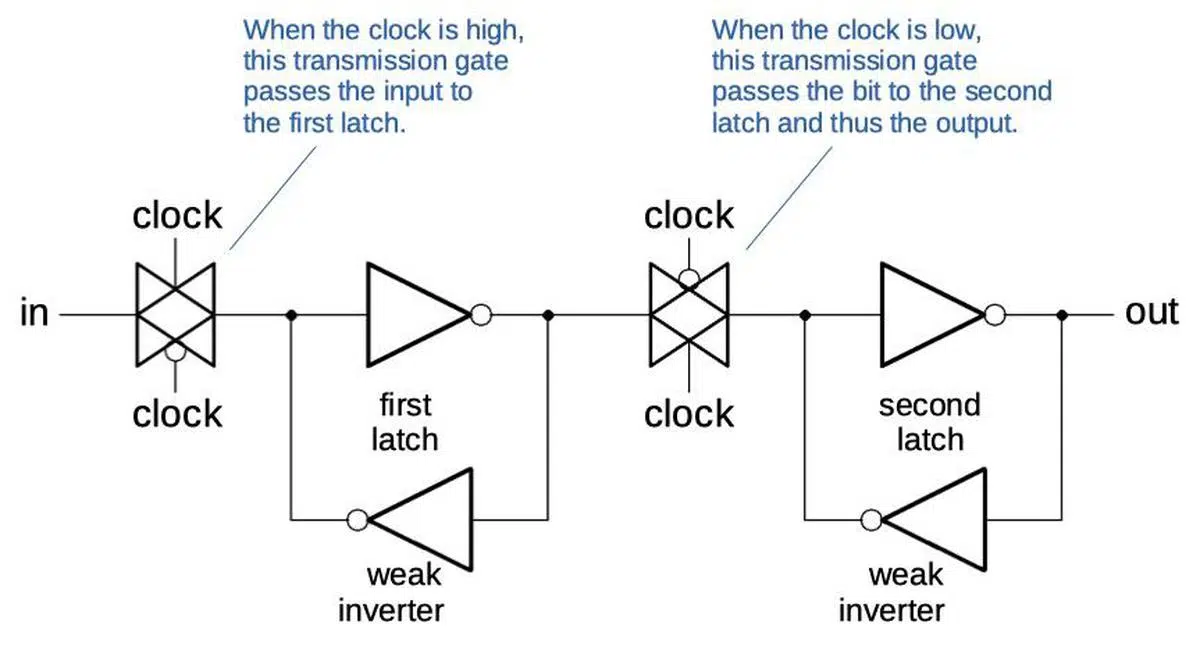 When the clock is high,
this transmission gate
passes the input to
the first latch.
When the clock is low,
this transmission gate
passes the bit to the second
latch and thus the output.
clock
clock
in
out
clock
clock
first
latch
second
latch
weak
inverter
weak
inverter